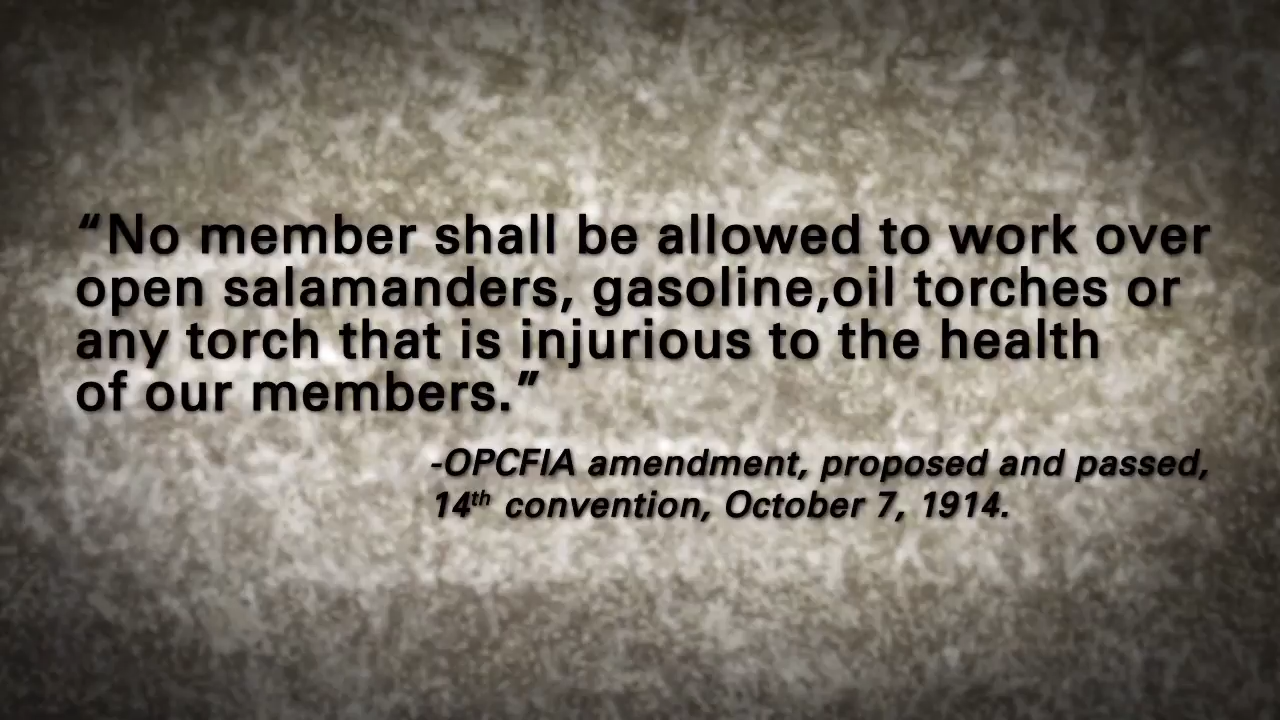 “No member shall be allowed to work over
open salamanders, gasoline,oil torches or
any torch that is injurious to the health
of our members.”
-OPCFIA amendment, proposed and passed,
14th convention, October 7, 1914.